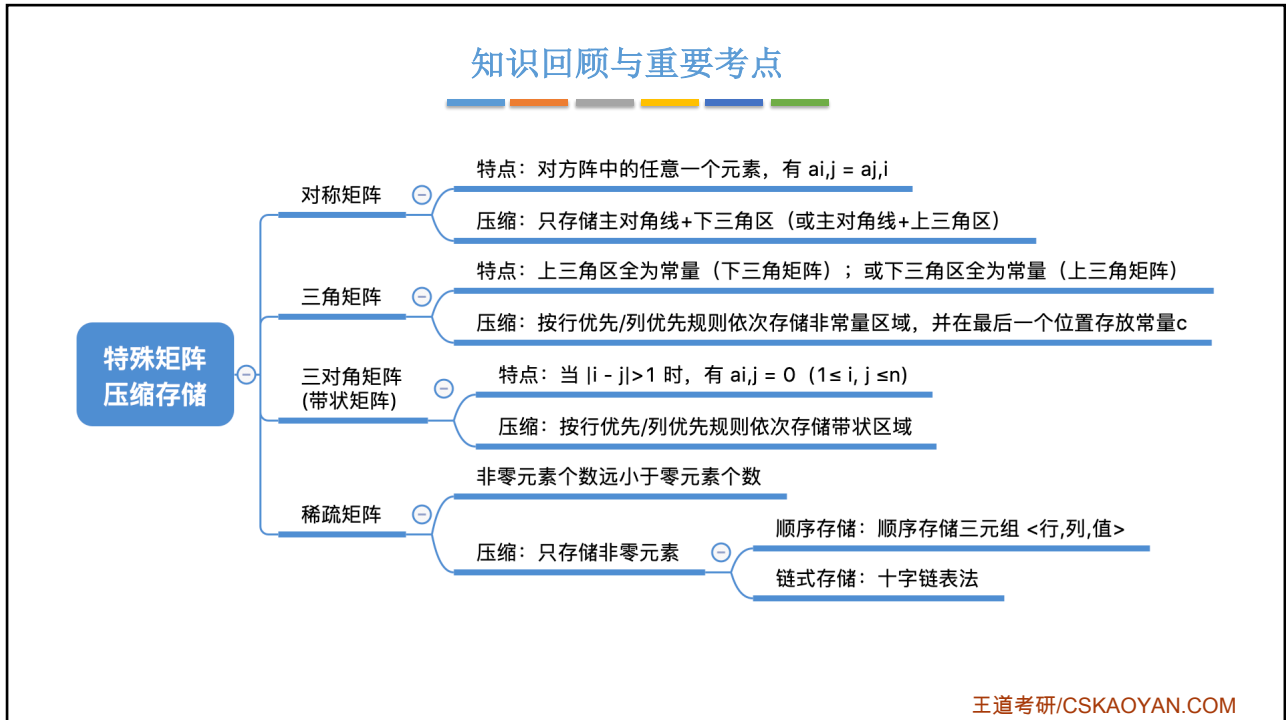 知识回顾与重要考点
特殊矩阵
压缩存储
对称矩阵
特点：对方阵中的任意一个元素，有 ai,j = aj,i
压缩：只存储主对角线+下三角区（或主对角线+上三角区）
三角矩阵
特点：上三角区全为常量（下三角矩阵）；或下三角区全为常量（上三角矩阵）
压缩：按行优先/列优先规则依次存储非常量区域，并在最后一个位置存放常量c
三对角矩阵
(带状矩阵)
特点：当 |i - j|>1 时，有 ai,j = 0（1≤ i, j ≤n)
压缩：按行优先/列优先规则依次存储带状区域
稀疏矩阵
非零元素个数远小于零元素个数
压缩：只存储非零元素
顺序存储：顺序存储三元组 <行,列,值>
链式存储：十字链表法
王道考研/CSKAOYAN.COM